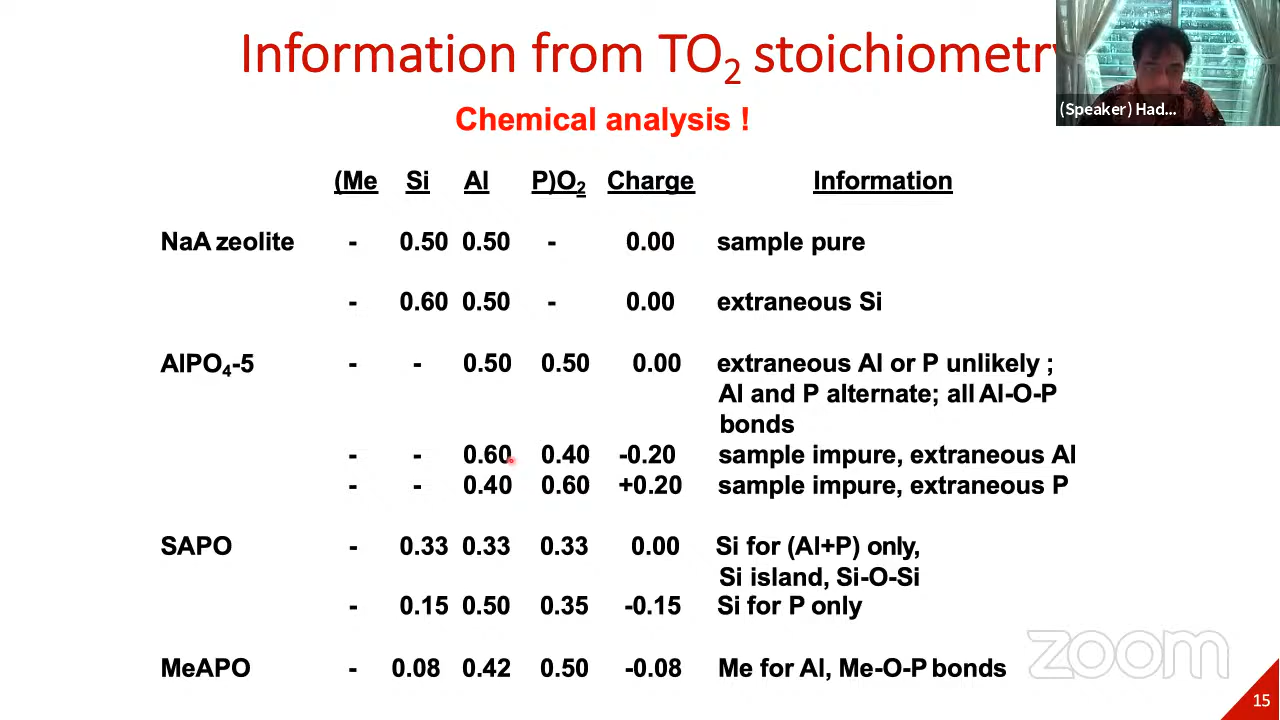 Information from TO2 stoichiometry
(Speaker) Had...
Chemical analysis !
(Me Si Al P)O2 Charge Information
NaA zeolite - 0.50 0.50 - 0.00 sample pure
- 0.60 0.50 - 0.00 extraneous Si
AlPO4-5 - - 0.50 0.50 0.00 extraneous Al or P unlikely ;
Al and P alternate; all Al-O-P
bonds
- - 0.60 0.40 -0.20 sample impure, extraneous Al
- - 0.40 0.60 +0.20 sample impure, extraneous P
SAPO - 0.33 0.33 0.33 0.00 Si for (Al+P) only,
Si island, Si-O-Si
- 0.15 0.50 0.35 -0.15 Si for P only
MeAPO - 0.08 0.42 0.50 -0.08 Me for Al, Me-O-P bonds
zoom
15